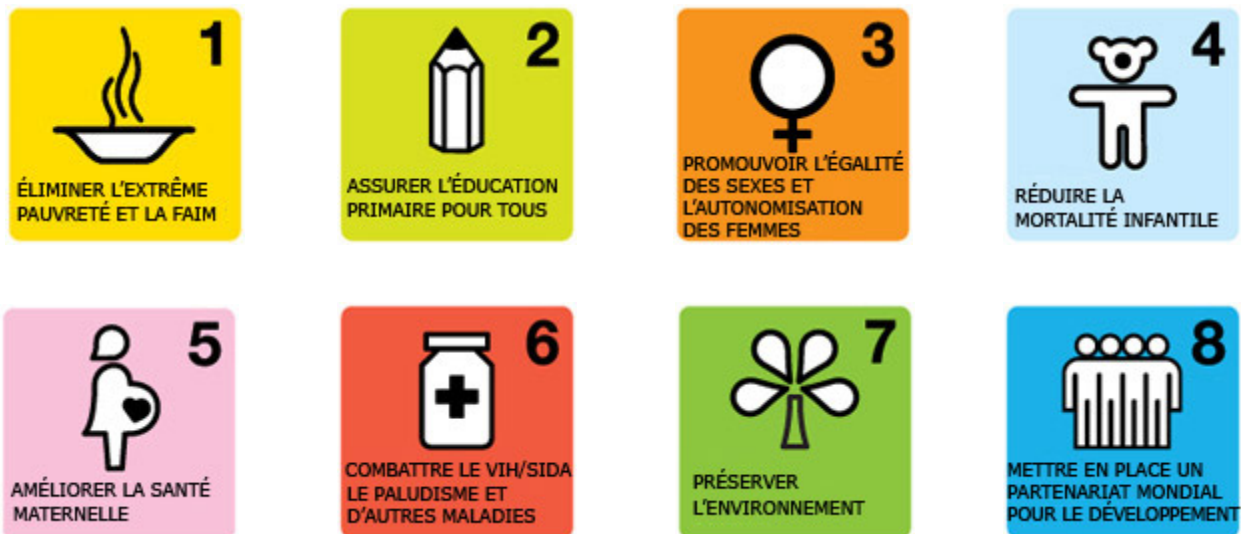 1
ÉLIMINER L'EXTRÊME
PAUVRETÉ ET LA FAIM
2
ASSURER L'ÉDUCATION
PRIMAIRE POUR TOUS
3
PROMOUVOIR L'ÉGALITÉ
DES SEXES ET
L'AUTONOMISATION
DES FEMMES
4
RÉDUIRE LA
MORTALITÉ INFANTILE
5
AMÉLIORER LA SANTÉ
MATERNELLE
6
COMBATTRE LE VIH/SIDA
LE PALUDISME ET
D'AUTRES MALADIES
7
PRÉSERVER
L'ENVIRONNEMENT
8
METTRE EN PLACE UN
PARTENARIAT MONDIAL
POUR LE DÉVELOPPEMENT